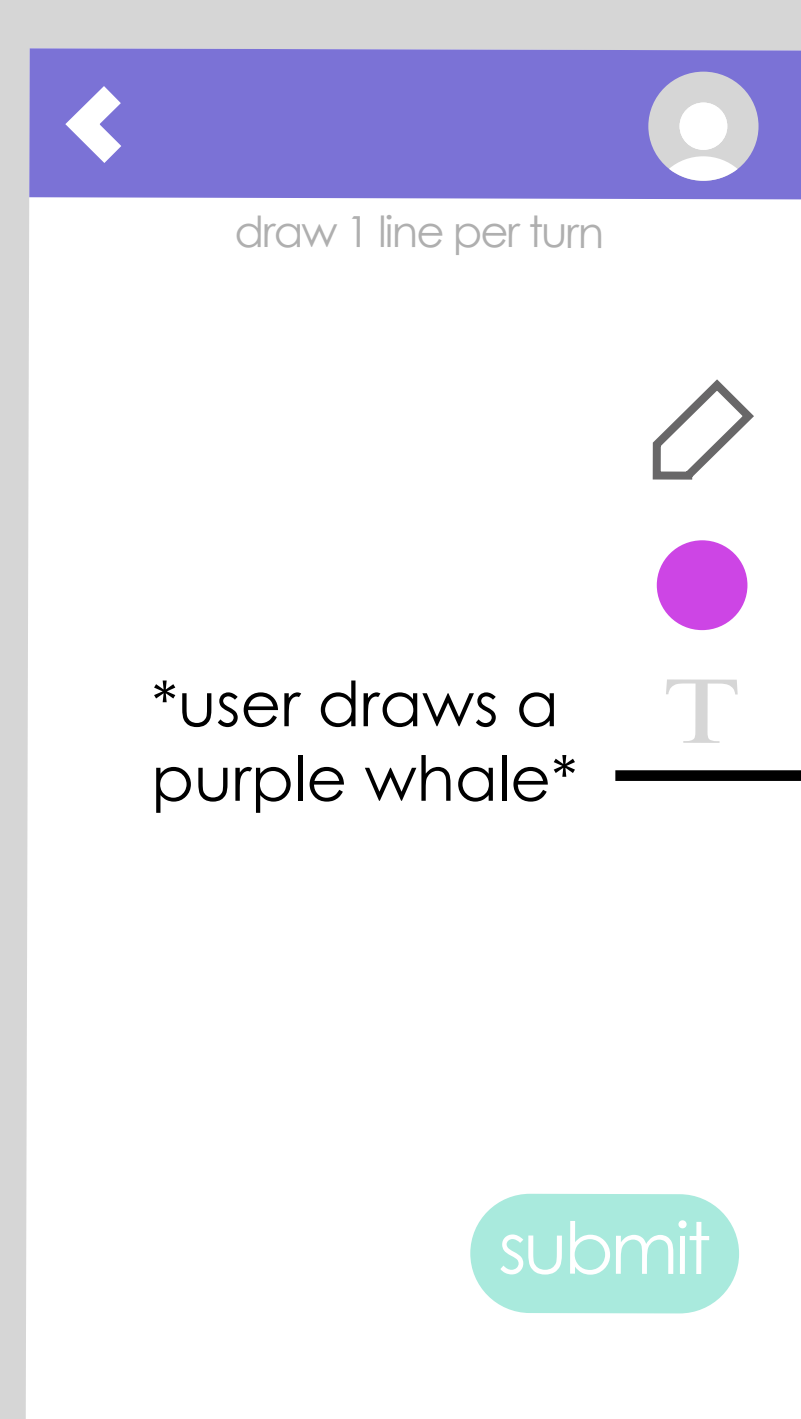 draw 1 line per turn
*user draws a
T
purple whale*
submit